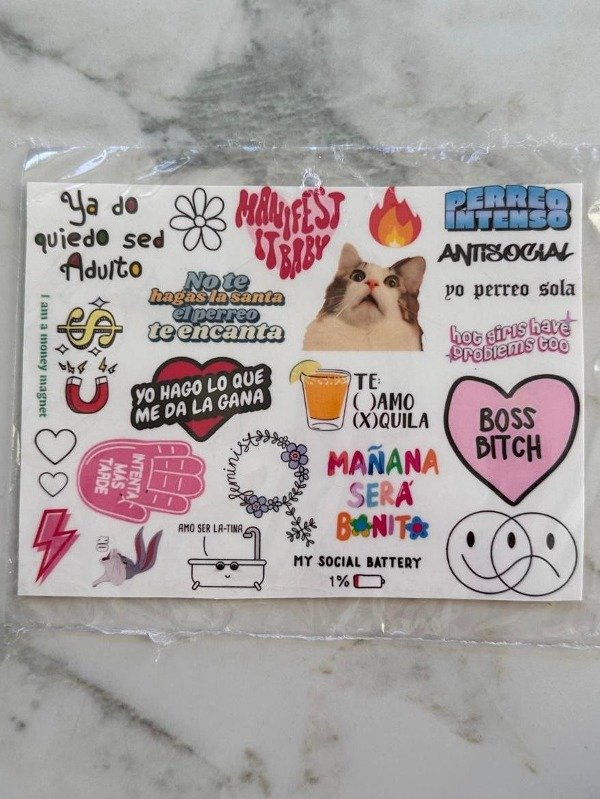 Ya do
quiedo sed
Adulto
MANIFEST
IT BABY
PERREO
INTENSO
ANTISOCIAL
yo perreo sola
No te
hagas la santa
el perreo
te encanta
I am a money magnet
hot girls have
problems too
YO HAGO LO QUE
ME DA LA GANA
TE:
( )AMO
(X)QUILA
BOSS
BITCH
INTENTA
MAS
TARDE
feminist
MAÑANA
SERÁ
BONITO
NO
AMO SER LA-TINA
MY SOCIAL BATTERY
1%